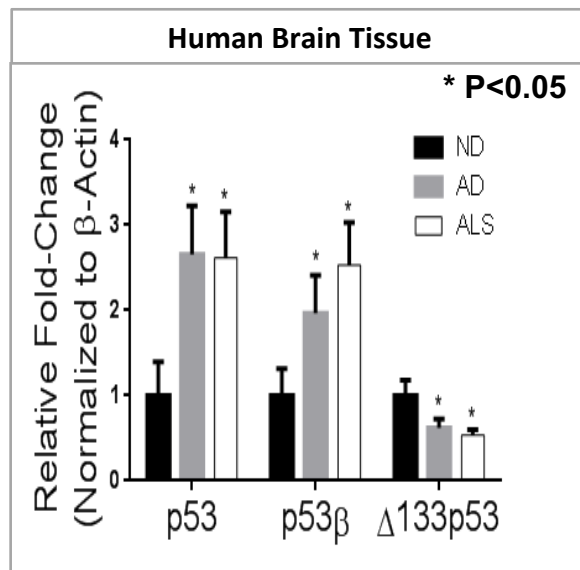 Human Brain Tissue
* P<0.05
Relative Fold-Change
(Normalized to β-Actin)
4
3
2
1
0
ND
AD
ALS
* * * * * *
p53 p53β Δ133p53